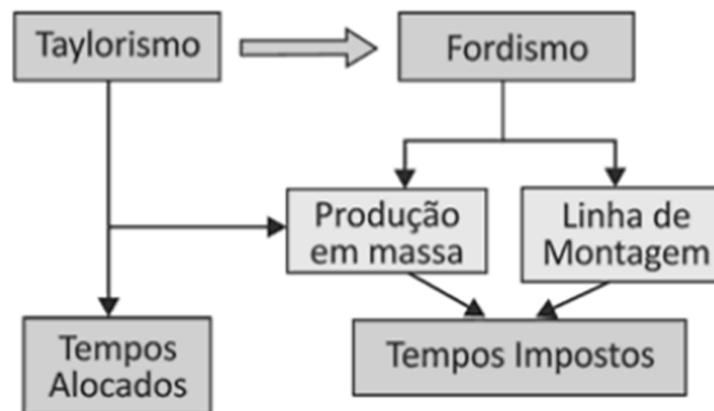 Taylorismo
Fordismo
Produção
em massa
Linha de
Montagem
Tempos
Alocados
Tempos Impostos